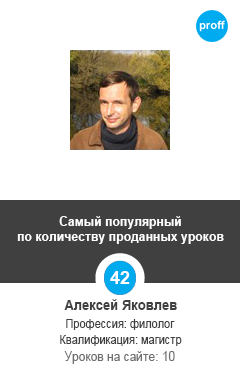 proff
Самый популярный
по количеству проданных уроков
42
Алексей Яковлев
Профессия: филолог
Квалификация: магистр
Уроков на сайте: 10